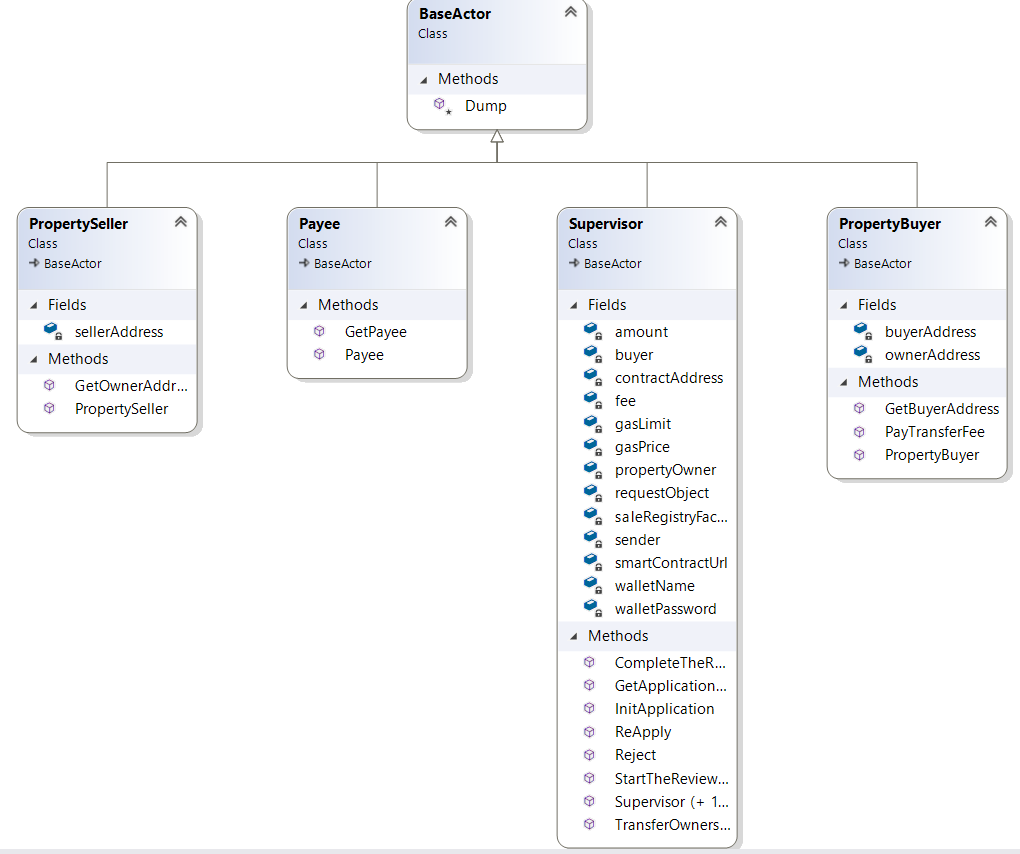 BaseActor
Class
Methods
Dump
PropertySeller
Class
BaseActor
Fields
sellerAddress
Methods
GetOwnerAddr...
PropertySeller
Payee
Class
BaseActor
Methods
GetPayee
Payee
Supervisor
Class
BaseActor
Fields
amount
buyer
contractAddress
fee
gasLimit
gasPrice
propertyOwner
requestObject
saleRegistryFac...
sender
smartContractUrl
walletName
walletPassword
Methods
CompleteTheR...
GetApplication...
InitApplication
ReApply
Reject
StartTheReview...
Supervisor (+ 1...
TransferOwners...
PropertyBuyer
Class
BaseActor
Fields
buyerAddress
ownerAddress
Methods
GetBuyerAddress
PayTransferFee
PropertyBuyer